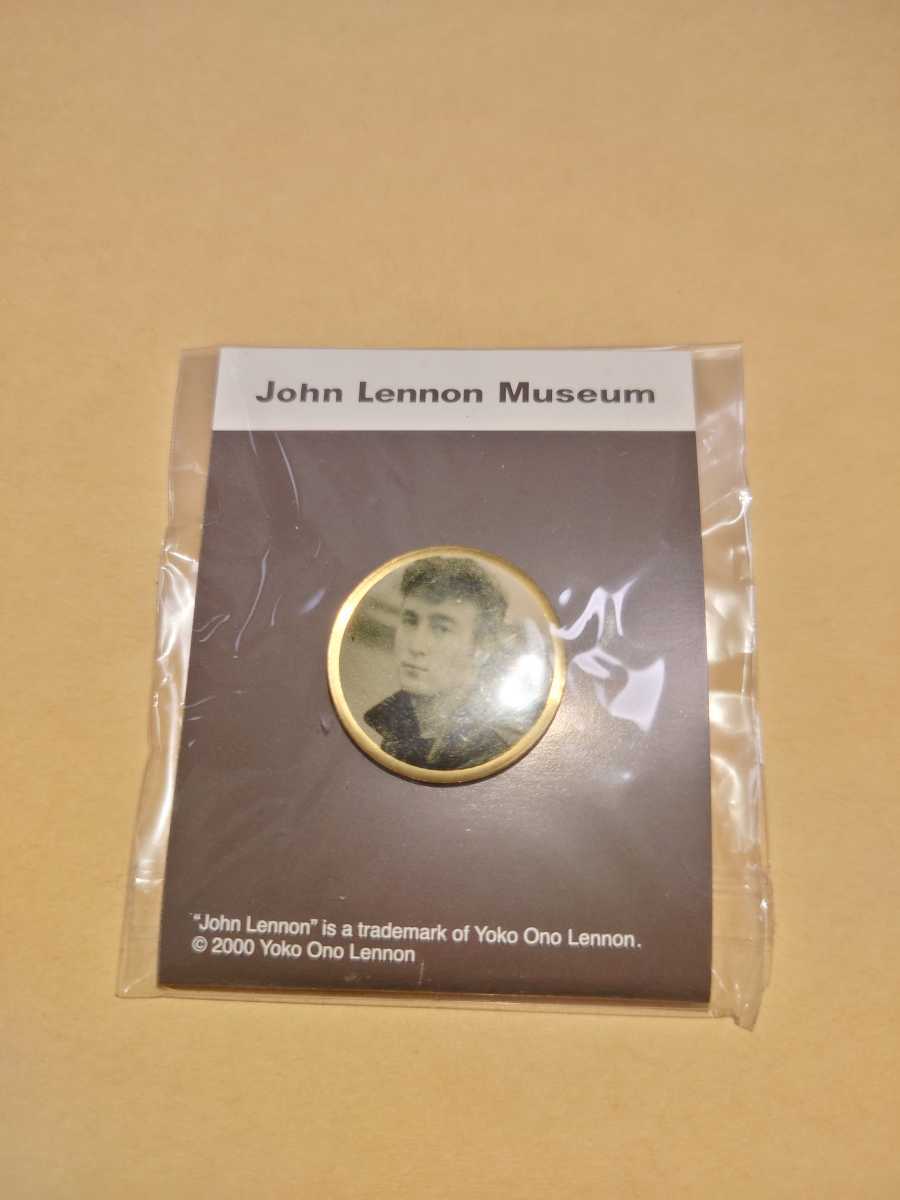 John Lennon Museum
“John Lennon” is a trademark of Yoko Ono Lennon.
© 2000 Yoko Ono Lennon